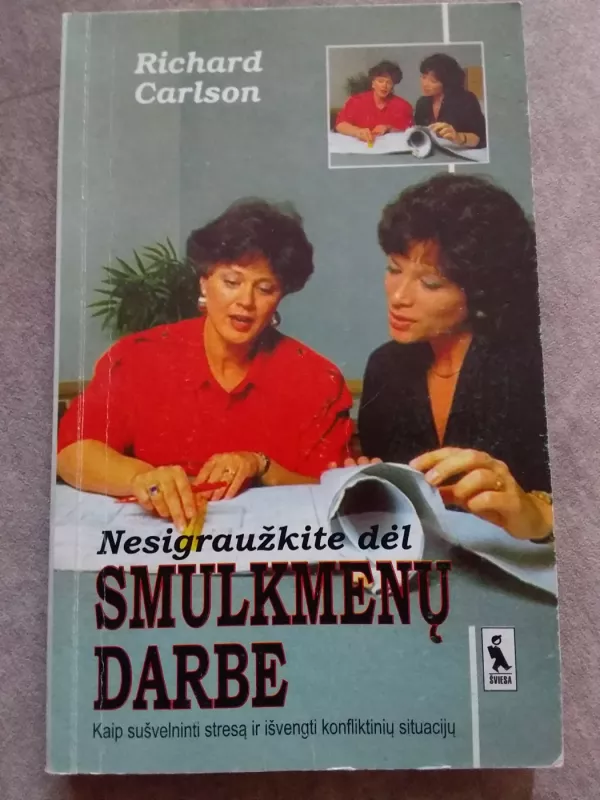 Richard
Carlson
Nesigraužkite dėl
SMULKMENŲ
DARBE
ŠVIESA
Kaip sušvelninti stresą ir išvengti konfliktinių situacijų